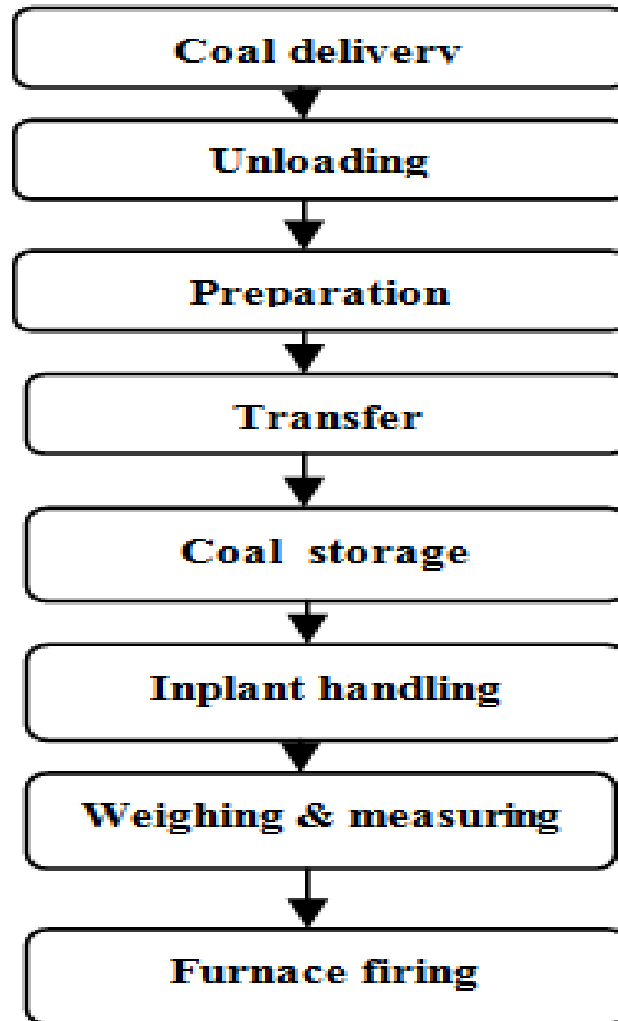 Coal delivery
Unloading
Preparation
Transfer
Coal storage
Inplant handling
Weighing & measuring
Furnace firing